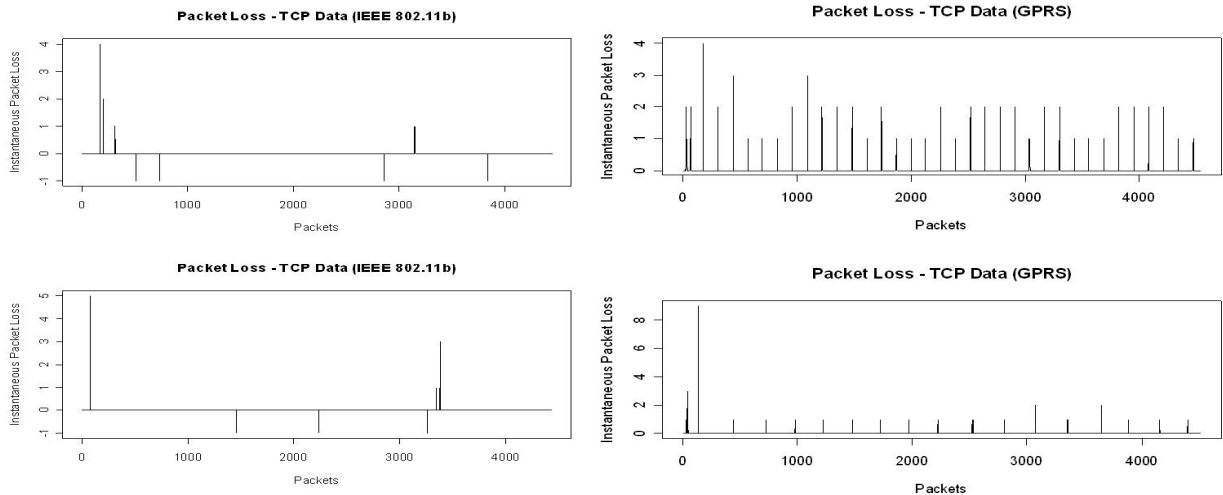 Packet Loss - TCP Data (IEEE 802.11b)
Instantaneous Packet Loss
4
3
2
1
0
-1
0 1000 2000 3000 4000
Packets
Packet Loss - TCP Data (GPRS)
Instantaneous Packet Loss
4
3
2
1
0
0 1000 2000 3000 4000
Packets
Packet Loss - TCP Data (IEEE 802.11b)
Instantaneous Packet Loss
5
4
3
2
1
0
-1
0 1000 2000 3000 4000
Packets
Packet Loss - TCP Data (GPRS)
Instantaneous Packet Loss
8
6
4
2
0
0 1000 2000 3000 4000
Packets